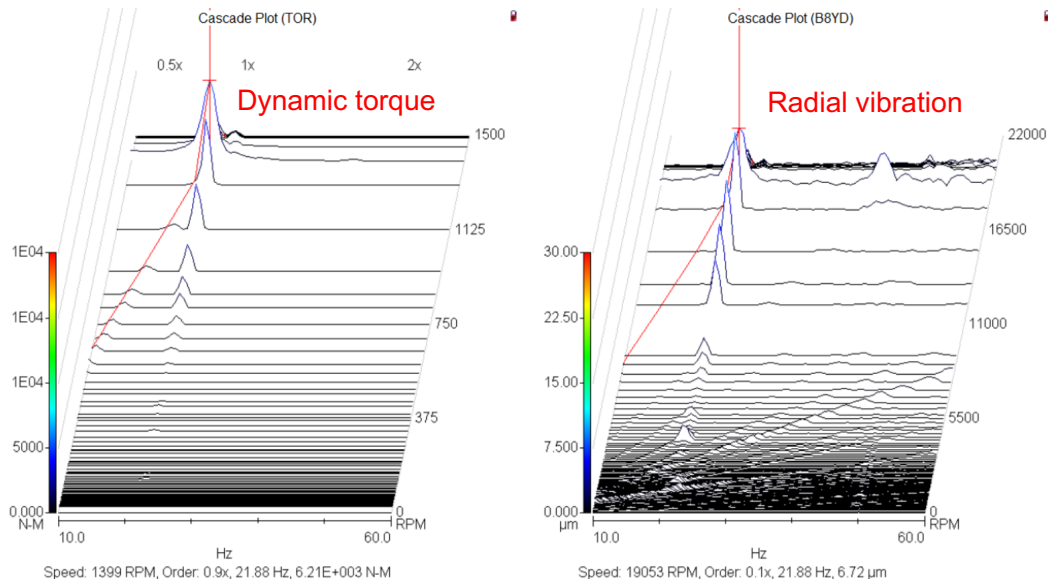 Cascade Plot (TOR)
0.5x 1x 2x
Dynamic torque
1500
1125
750
375
0
RPM
1E04
1E04
1E04
5000
0.000
N-M
10.0 60.0
Hz
Speed: 1399 RPM, Order: 0.9x, 21.88 Hz, 6.21E+003 N-M
Cascade Plot (B8YD)
Radial vibration
22000
16500
11000
5500
0
RPM
30.00
22.50
15.00
7.500
0.000
µm
10.0 60.0
Hz
Speed: 19053 RPM, Order: 0.1x, 21.88 Hz, 6.72 µm